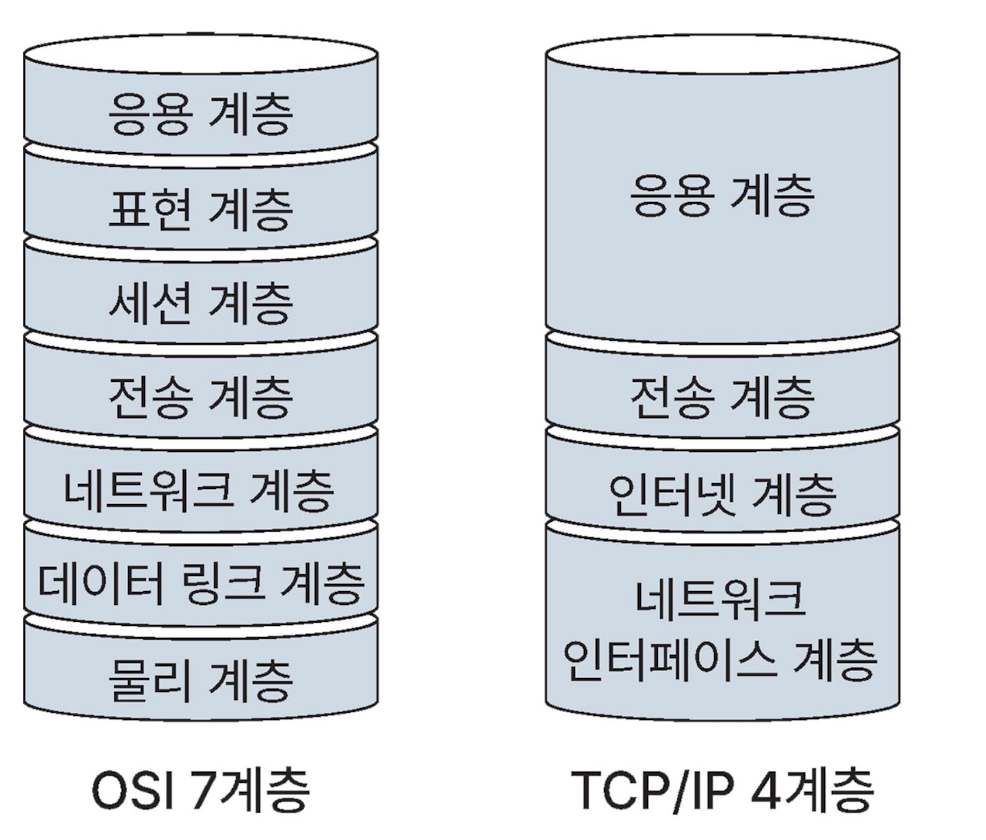 응용 계층
표현 계층
세션 계층
전송 계층
네트워크 계층
데이터 링크 계층
물리 계층
OSI 7계층
응용 계층
전송 계층
인터넷 계층
네트워크
인터페이스 계층
TCP/IP 4계층